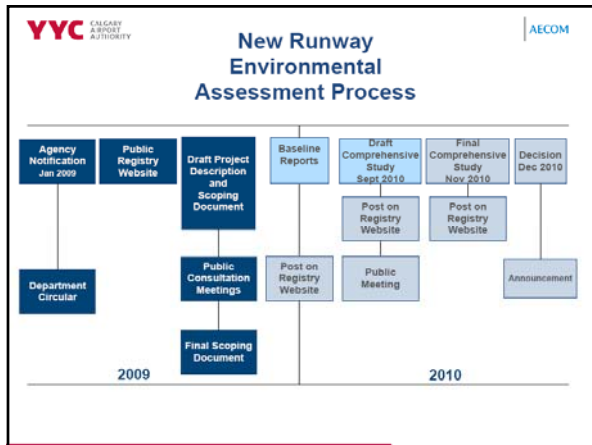 YYC CALGARY
AIRPORT
AUTHORITY
AECOM
New Runway
Environmental
Assessment Process
Agency
Notification
Jan 2009
Public
Registry
Website
Draft Project
Description
and
Scoping
Document
Baseline
Reports
Draft
Comprehensive
Study
Sept 2010
Final
Comprehensive
Study
Nov 2010
Decision
Dec 2010
Post on
Registry
Website
Post on
Registry
Website
Department
Circular
Public
Consultation
Meetings
Post on
Registry
Website
Public
Meeting
Announcement
Final Scoping
Document
2009
2010